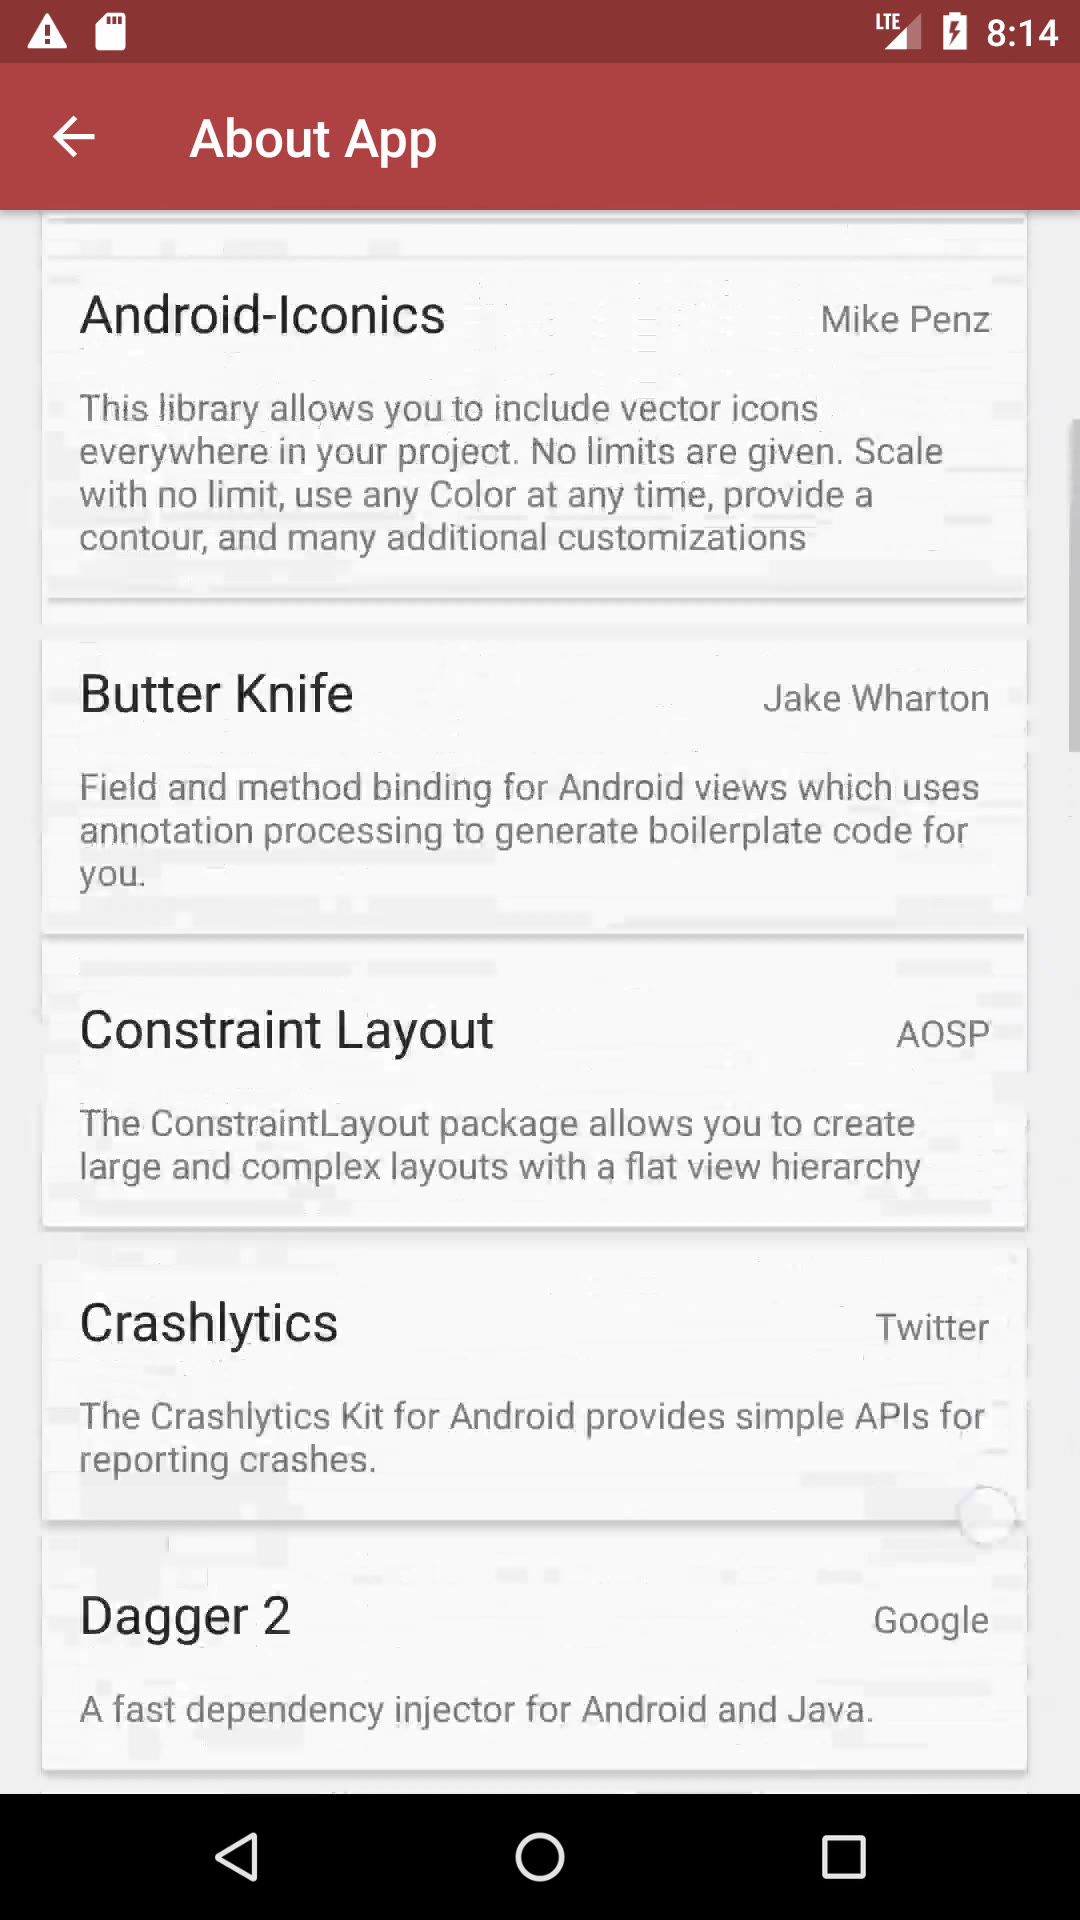 LTE 8:14
About App
Android-Iconics Mike Penz
This library allows you to include vector icons
everywhere in your project. No limits are given. Scale
with no limit, use any Color at any time, provide a
contour, and many additional customizations
Butter Knife Jake Wharton
Field and method binding for Android views which uses
annotation processing to generate boilerplate code for
you.
Constraint Layout AOSP
The ConstraintLayout package allows you to create
large and complex layouts with a flat view hierarchy
Crashlytics Twitter
The Crashlytics Kit for Android provides simple APIs for
reporting crashes.
Dagger 2 Google
A fast dependency injector for Android and Java.